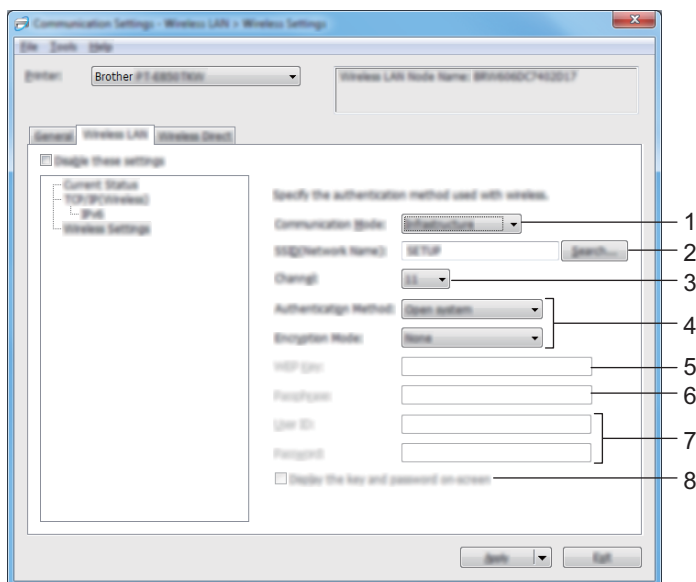 Communication Settings - Wireless LAN > Wireless Settings
File Tools Help
Printer: Brother
Wireless LAN Node Name:
General Wireless LAN Wireless Direct
Disable these settings
Current Status
TCP/IP(Wireless)
IPv6
Wireless Settings
Specify the authentication method used with wireless.
Communication Mode: Infrastructure 1
SSID(Network Name): SETUP Search... 2
Channel: 11 3
Authentication Method: Open system
4
Encryption Mode: None
WEP Key: 5
Passphrase: 6
User ID:
7
Password:
Display the key and password on-screen 8
Apply Exit